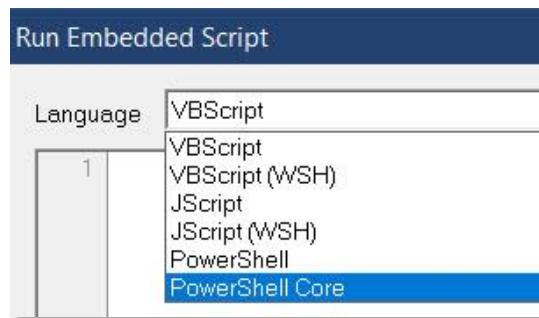 Run Embedded Script
Language VBScript
1
VBScript
VBScript (WSH)
JScript
JScript (WSH)
PowerShell
PowerShell Core